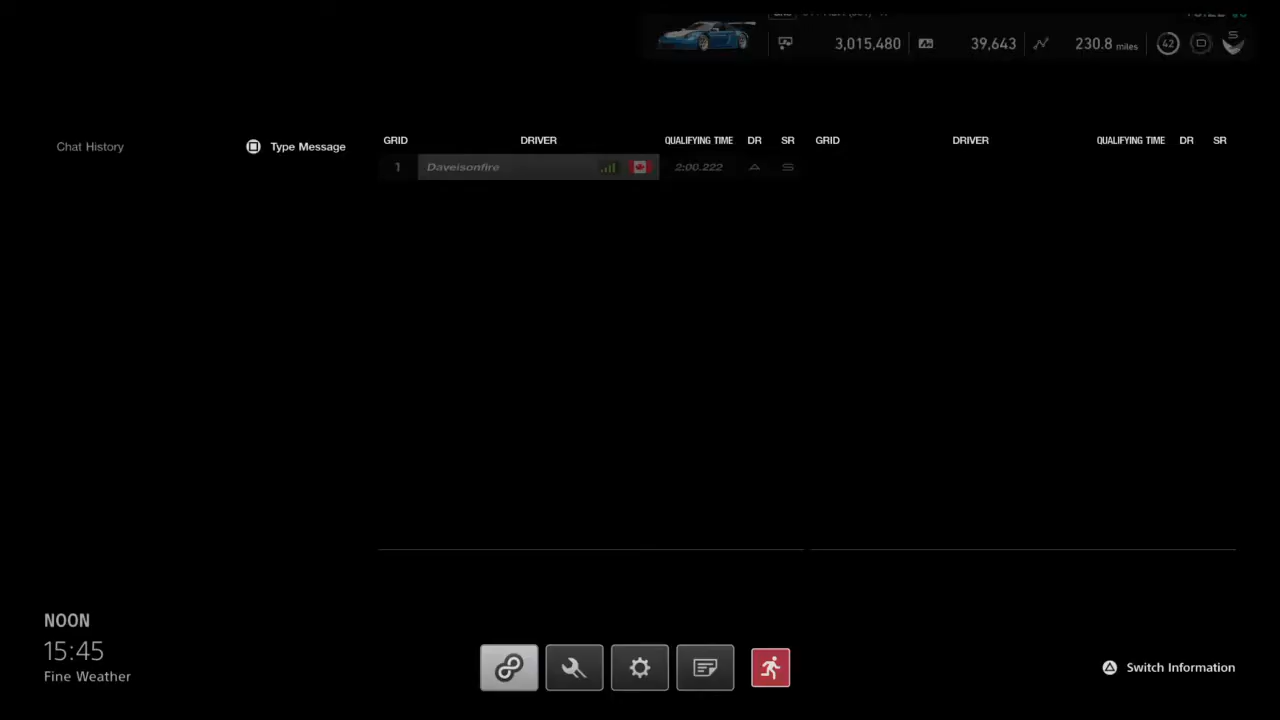 3,015,480 39,643 230.8 miles 42 D S
Chat History Type Message
GRID DRIVER QUALIFYING TIME DR SR GRID DRIVER QUALIFYING TIME DR SR
1 Daveisonfire 2:00.222 A S
NOON
15:45
Fine Weather
Switch Information